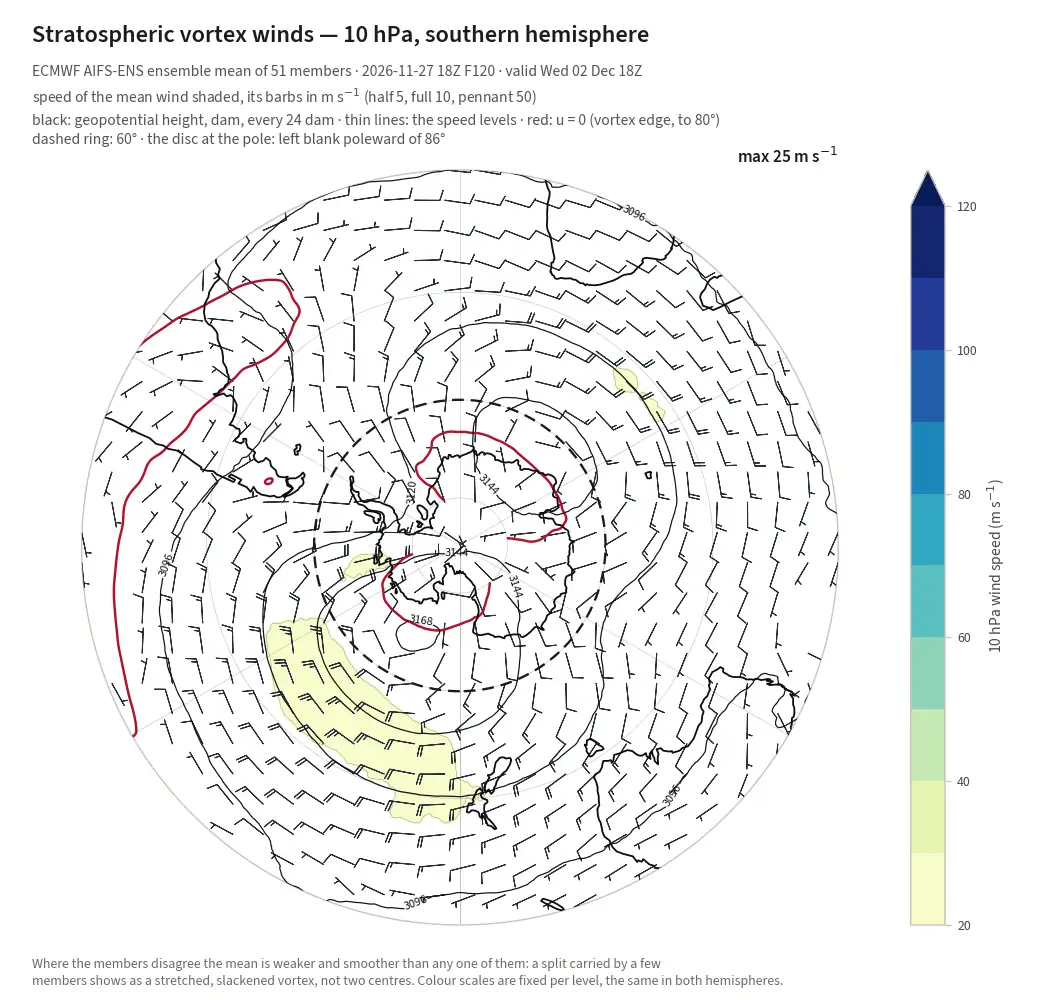 Stratospheric vortex winds — 10 hPa, southern hemisphere
ECMWF AIFS-ENS ensemble mean of 51 members · 2026-11-27 18Z F120 · valid Wed 02 Dec 18Z
speed of the mean wind shaded, its barbs in m s⁻¹ (half 5, full 10, pennant 50)
black: geopotential height, dam, every 24 dam · thin lines: the speed levels · red: u = 0 (vortex edge, to 80°)
dashed ring: 60° · the disc at the pole: left blank poleward of 86°
max 25 m s⁻¹
3096
3144
3120
3144
3096
3144
3168
3096
3096
120
100
80
60
40
20
10 hPa wind speed (m s⁻¹)
Where the members disagree the mean is weaker and smoother than any one of them: a split carried by a few
members shows as a stretched, slackened vortex, not two centres. Colour scales are fixed per level, the same in both hemispheres.